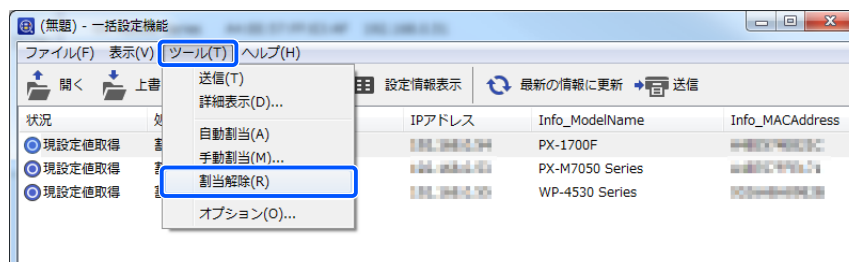 (無題) - 一括設定機能
ファイル(F) 表示(V) ツール(T) ヘルプ(H)
開く 上書 設定情報表示 最新の情報に更新 送信
送信(T)
詳細表示(D)...
自動割当(A)
手動割当(M)...
割当解除(R)
オプション(O)...
状況 IPアドレス Info_ModelName Info_MACAddress
現設定値取得 PX-1700F
現設定値取得 PX-M7050 Series
現設定値取得 WP-4530 Series